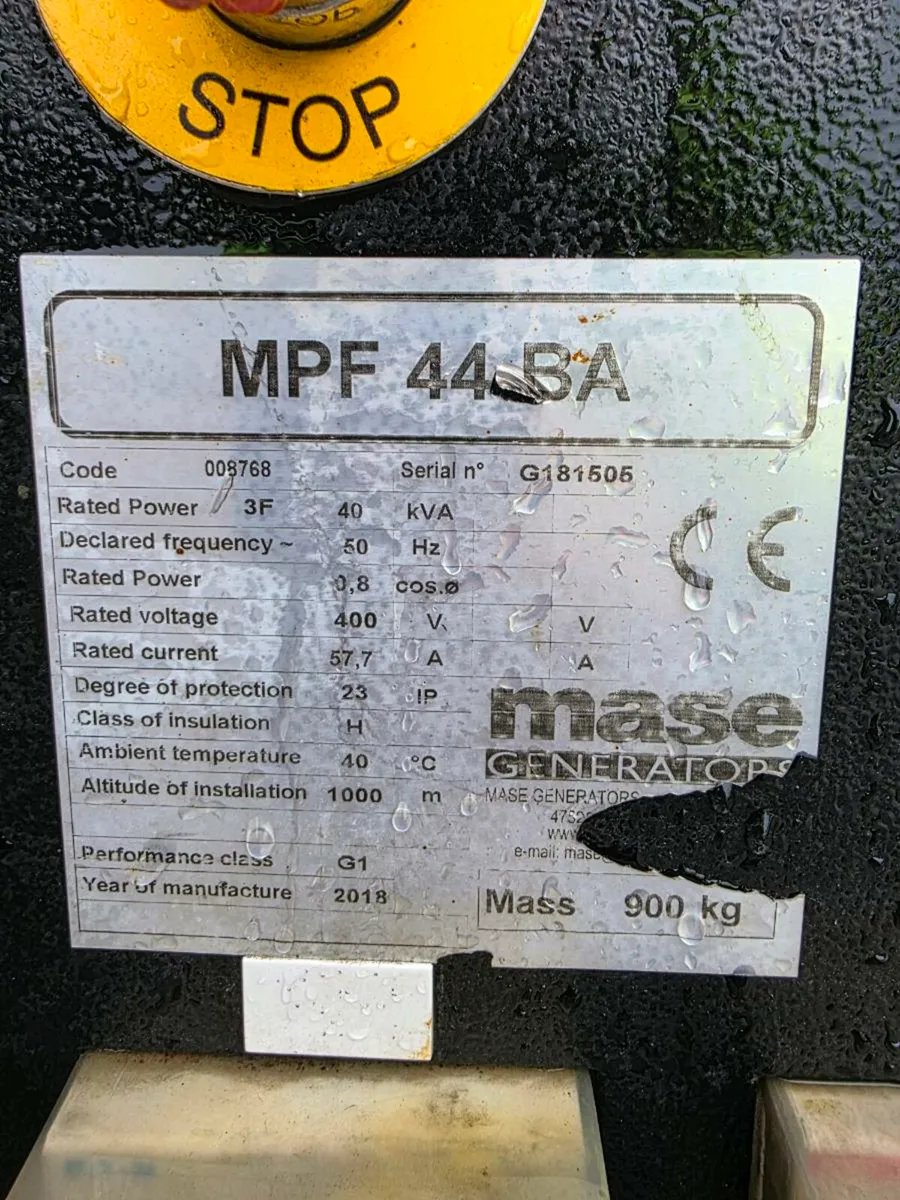 STOP
MPF 44 BA
Code 008768 Serial n° G181505
Rated Power 3F 40 kVA
Declared frequency ~ 50 Hz
Rated Power 0,8 cos.ø
Rated voltage 400 V V
Rated current 57,7 A A
Degree of protection 23 IP
Class of insulation H
Ambient temperature 40 °C
Altitude of installation 1000 m
Performance class G1
Year of manufacture 2018
CE
mase
GENERATORS
MASE GENERATORS
e-mail:
Mass 900 kg